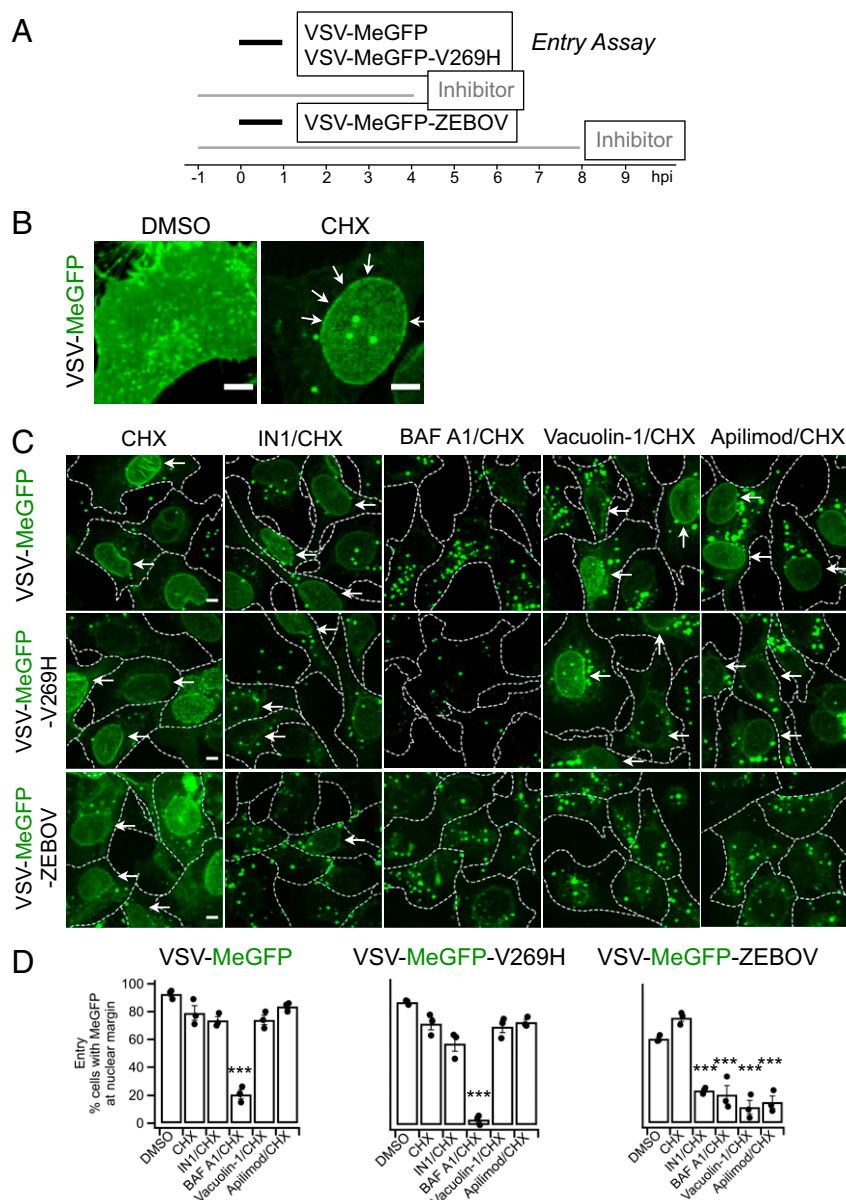 A
VSV-MeGFP
VSV-MeGFP-V269H
Entry Assay
Inhibitor
VSV-MeGFP-ZEBOV
Inhibitor
-1 0 1 2 3 4 5 6 7 8 9 hpi
B
DMSO CHX
VSV-MeGFP
C
CHX IN1/CHX BAF A1/CHX Vacuolin-1/CHX Apilimod/CHX
VSV-MeGFP
VSV-MeGFP
-V269H
VSV-MeGFP
-ZEBOV
D
VSV-MeGFP VSV-MeGFP-V269H VSV-MeGFP-ZEBOV
Entry
% cells with MeGFP
at nuclear margin
100
80
60
40
20
0
***
***
*** *** *** ***
DMSO CHX IN1/CHX BAF A1/CHX Vacuolin-1/CHX Apilimod/CHX
DMSO CHX IN1/CHX BAF A1/CHX Vacuolin-1/CHX Apilimod/CHX
DMSO CHX IN1/CHX BAF A1/CHX Vacuolin-1/CHX Apilimod/CHX